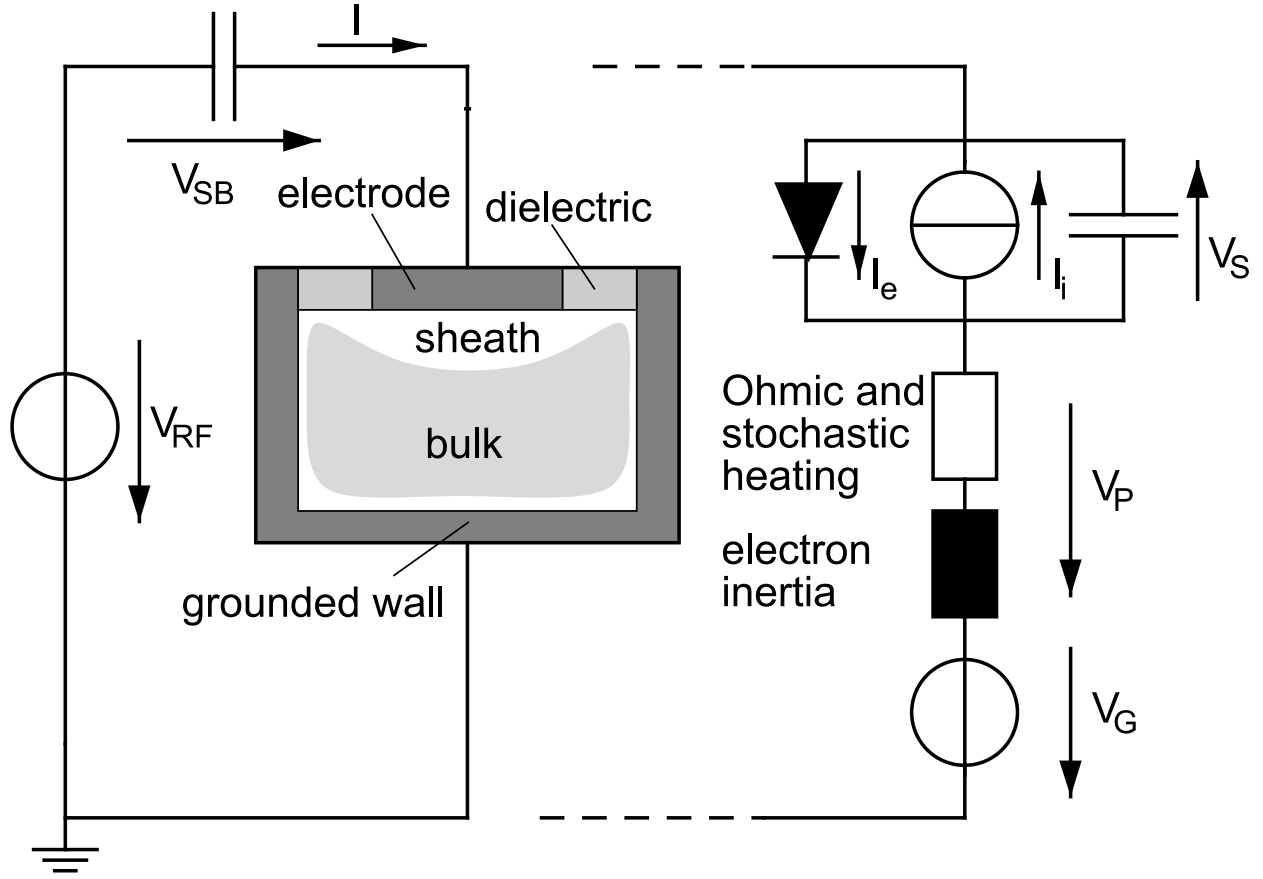 I
V_SB
electrode
dielectric
sheath
bulk
V_RF
grounded wall
I_e
I_i
V_S
Ohmic and
stochastic
heating
V_P
electron
inertia
V_G